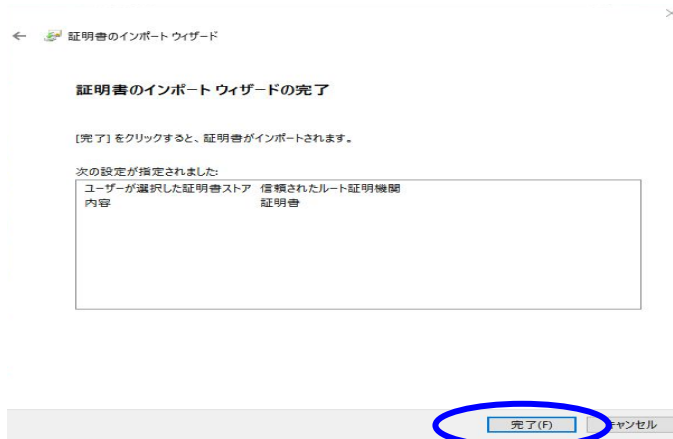 証明書のインポート ウィザード
証明書のインポート ウィザードの完了
[完了] をクリックすると、証明書がインポートされます。
次の設定が指定されました:
ユーザーが選択した証明書ストア 信頼されたルート証明機関
内容 証明書
完了(F) キャンセル